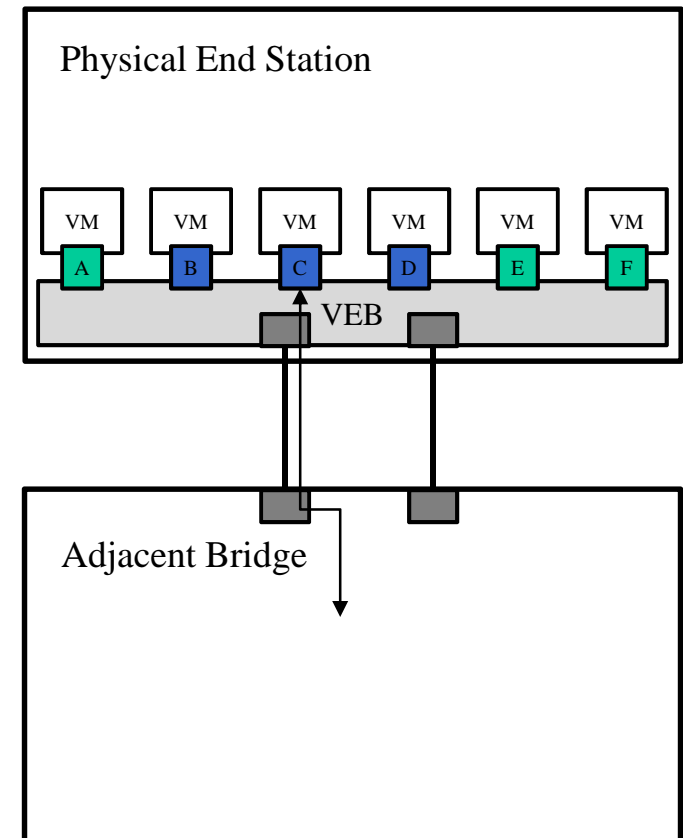 Physical End Station
VM VM VM VM VM VM
A B C D E F
VEB
Adjacent Bridge